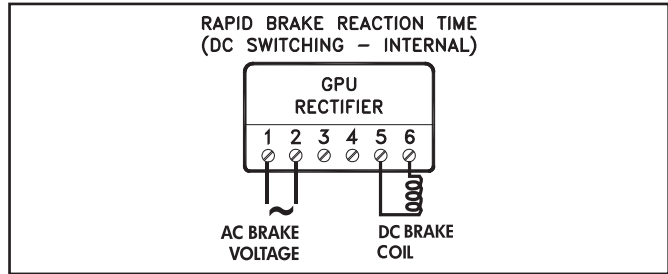 RAPID BRAKE REACTION TIME
(DC SWITCHING – INTERNAL)
GPU
RECTIFIER
1 2 3 4 5 6
AC BRAKE
VOLTAGE
DC BRAKE
COIL